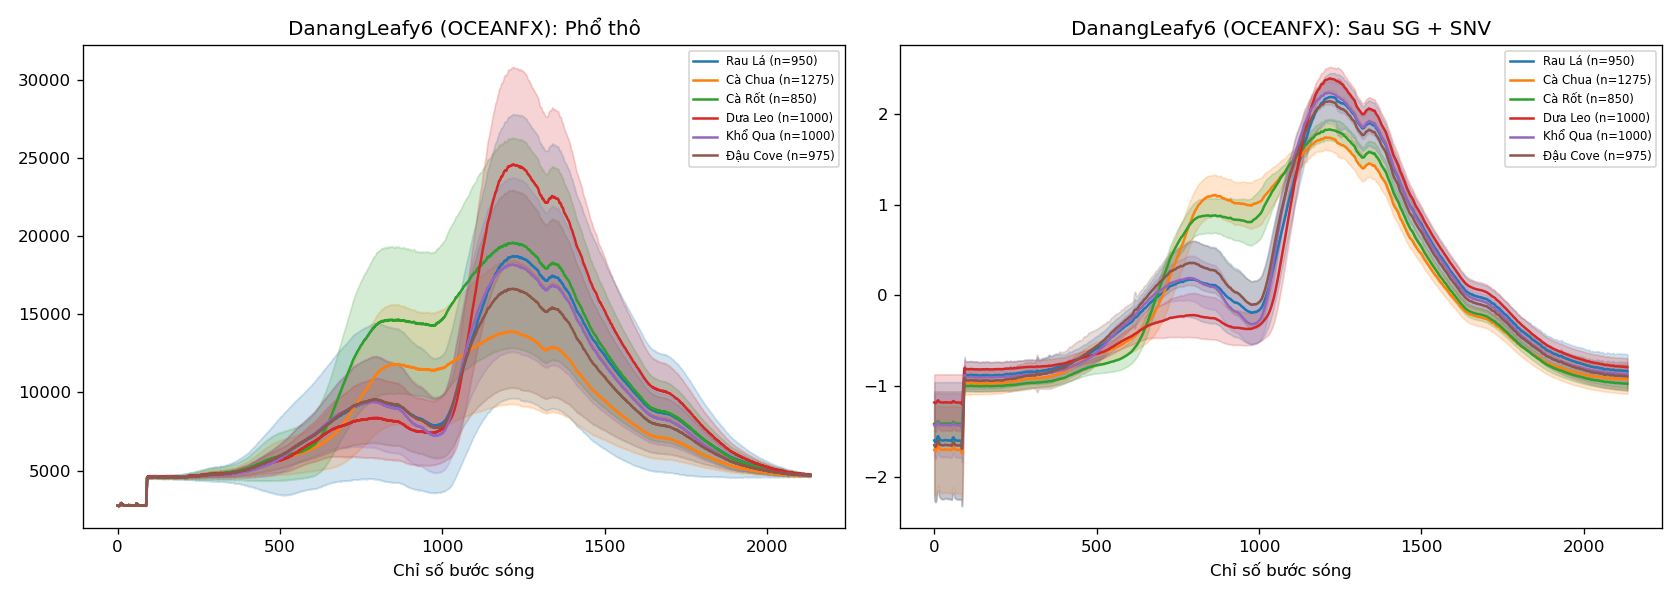 DanangLeafy6 (OCEANFX): Phổ thô
30000
25000
20000
15000
10000
5000
0
500
1000
1500
2000
Chỉ số bước sóng
Rau Lá (n=950)
Cà Chua (n=1275)
Cà Rốt (n=850)
Dưa Leo (n=1000)
Khổ Qua (n=1000)
Đậu Cove (n=975)
DanangLeafy6 (OCEANFX): Sau SG + SNV
2
1
0
−1
−2
0
500
1000
1500
2000
Chỉ số bước sóng
Rau Lá (n=950)
Cà Chua (n=1275)
Cà Rốt (n=850)
Dưa Leo (n=1000)
Khổ Qua (n=1000)
Đậu Cove (n=975)